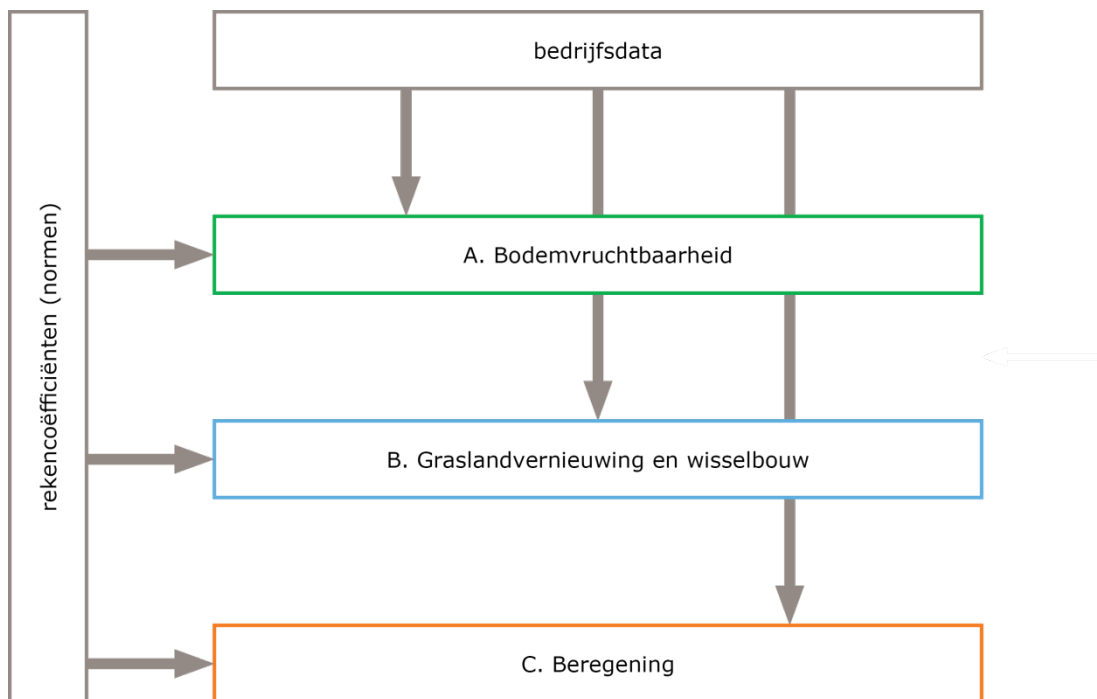 bedrijfsdata
rekencoëfficiënten (normen)
A. Bodemvruchtbaarheid
B. Graslandvernieuwing en wisselbouw
C. Beregening